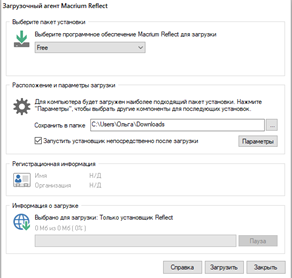 Загрузочный агент Macrium Reflect
Выберите пакет установки
Выберите программное обеспечение Macrium Reflect для загрузки
Free
Расположение и параметры загрузки
Для компьютера будет загружен наиболее подходящий пакет установки. Нажмите
"Параметры", чтобы выбрать другие компоненты для последующих установок.
Сохранить в папке
C:\Users\Ольга\Downloads
...
Запустить установщик непосредственно после загрузки
Параметры
Регистрационная информация
Имя Н/Д
Организация Н/Д
Информация о загрузке
Выбрано для загрузки: Только установщик Reflect
0 Мб из 0 Мб ( 0% )
Пауза
Справка Загрузить Закрыть